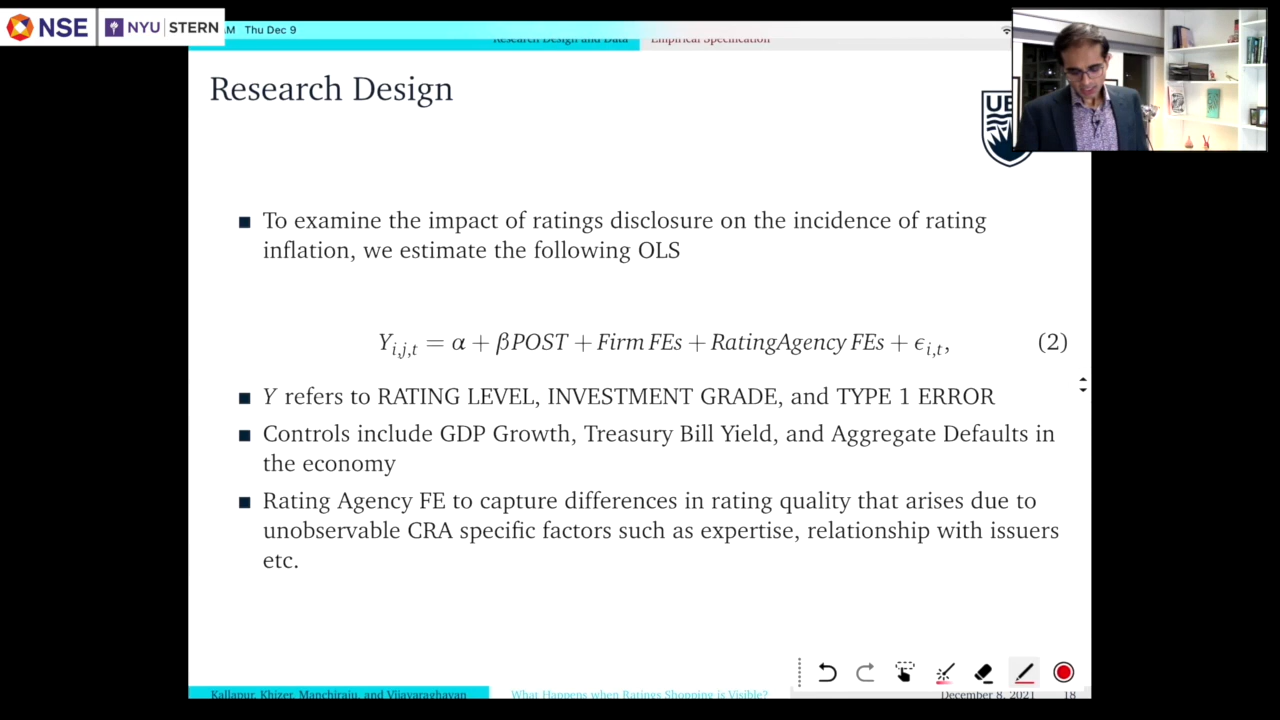 NSE NYU STERN AM Thu Dec 9
Research Design and Data Empirical Specification
Research Design
UB
■ To examine the impact of ratings disclosure on the incidence of rating
inflation, we estimate the following OLS
Y_{i,j,t} = α + βPOST + Firm FEs + RatingAgency FEs + ϵ_{i,t}, (2)
■ Y refers to RATING LEVEL, INVESTMENT GRADE, and TYPE 1 ERROR
■ Controls include GDP Growth, Treasury Bill Yield, and Aggregate Defaults in
the economy
■ Rating Agency FE to capture differences in rating quality that arises due to
unobservable CRA specific factors such as expertise, relationship with issuers
etc.
Kallapur, Khizer, Manchiraju, and Vijayaraghavan What Happens when Ratings Shopping is Visible? December 8, 2021 18